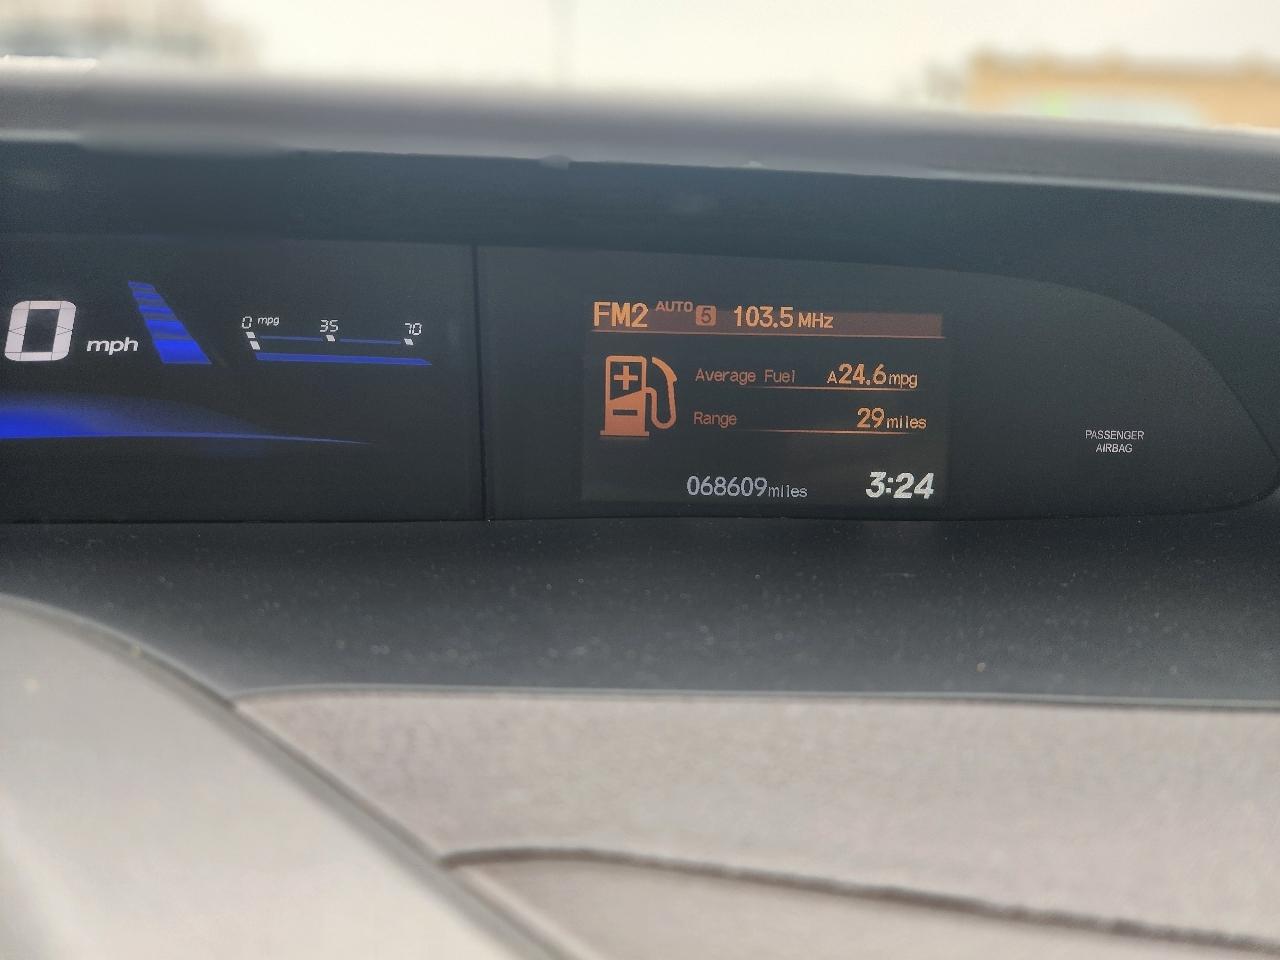 0 mph
0 mpg 35 70
FM2 AUTO 5 103.5 MHz
Average Fuel A24.6mpg
Range 29miles
068609miles 3:24
PASSENGER
AIRBAG